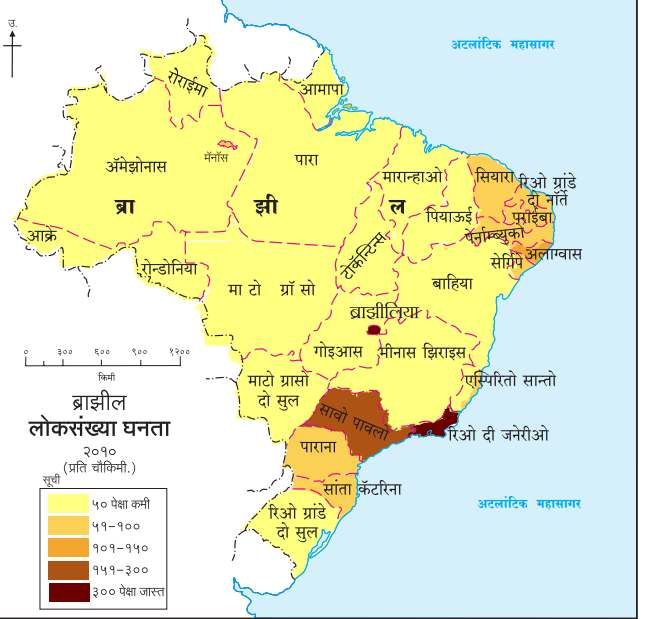 उ.
अटलांटिक महासागर
रोराईमा
आमापा
मॅनॉस
ॲमेझोनास
पारा
मारान्हाओ
सियारा
रिओ ग्रांडे
दी नॉर्ते
ब्राझील
पियाऊई
पराईबा
पेर्नाम्ब्युको
आक्रे
टोकॅन्टिन्स
अलाग्वास
सेर्गिपे
रोन्डोनिया
माटो ग्रॉसो
बाहिया
ब्राझीलिया
गोइआस
मीनास झिराइस
० ३०० ६०० ९०० १२००
किमी
माटो ग्रासो
दो सुल
एस्पिरितो सान्तो
ब्राझील
लोकसंख्या घनता
२०१०
(प्रति चौकिमी.)
सावो पावलो
रिओ दी जनेरीओ
पाराना
सूची
सांता कॅटरिना
५० पेक्षा कमी
५१–१००
१०१–१५०
१५१–३००
३०० पेक्षा जास्त
रिओ ग्रांडे
दो सुल
अटलांटिक महासागर